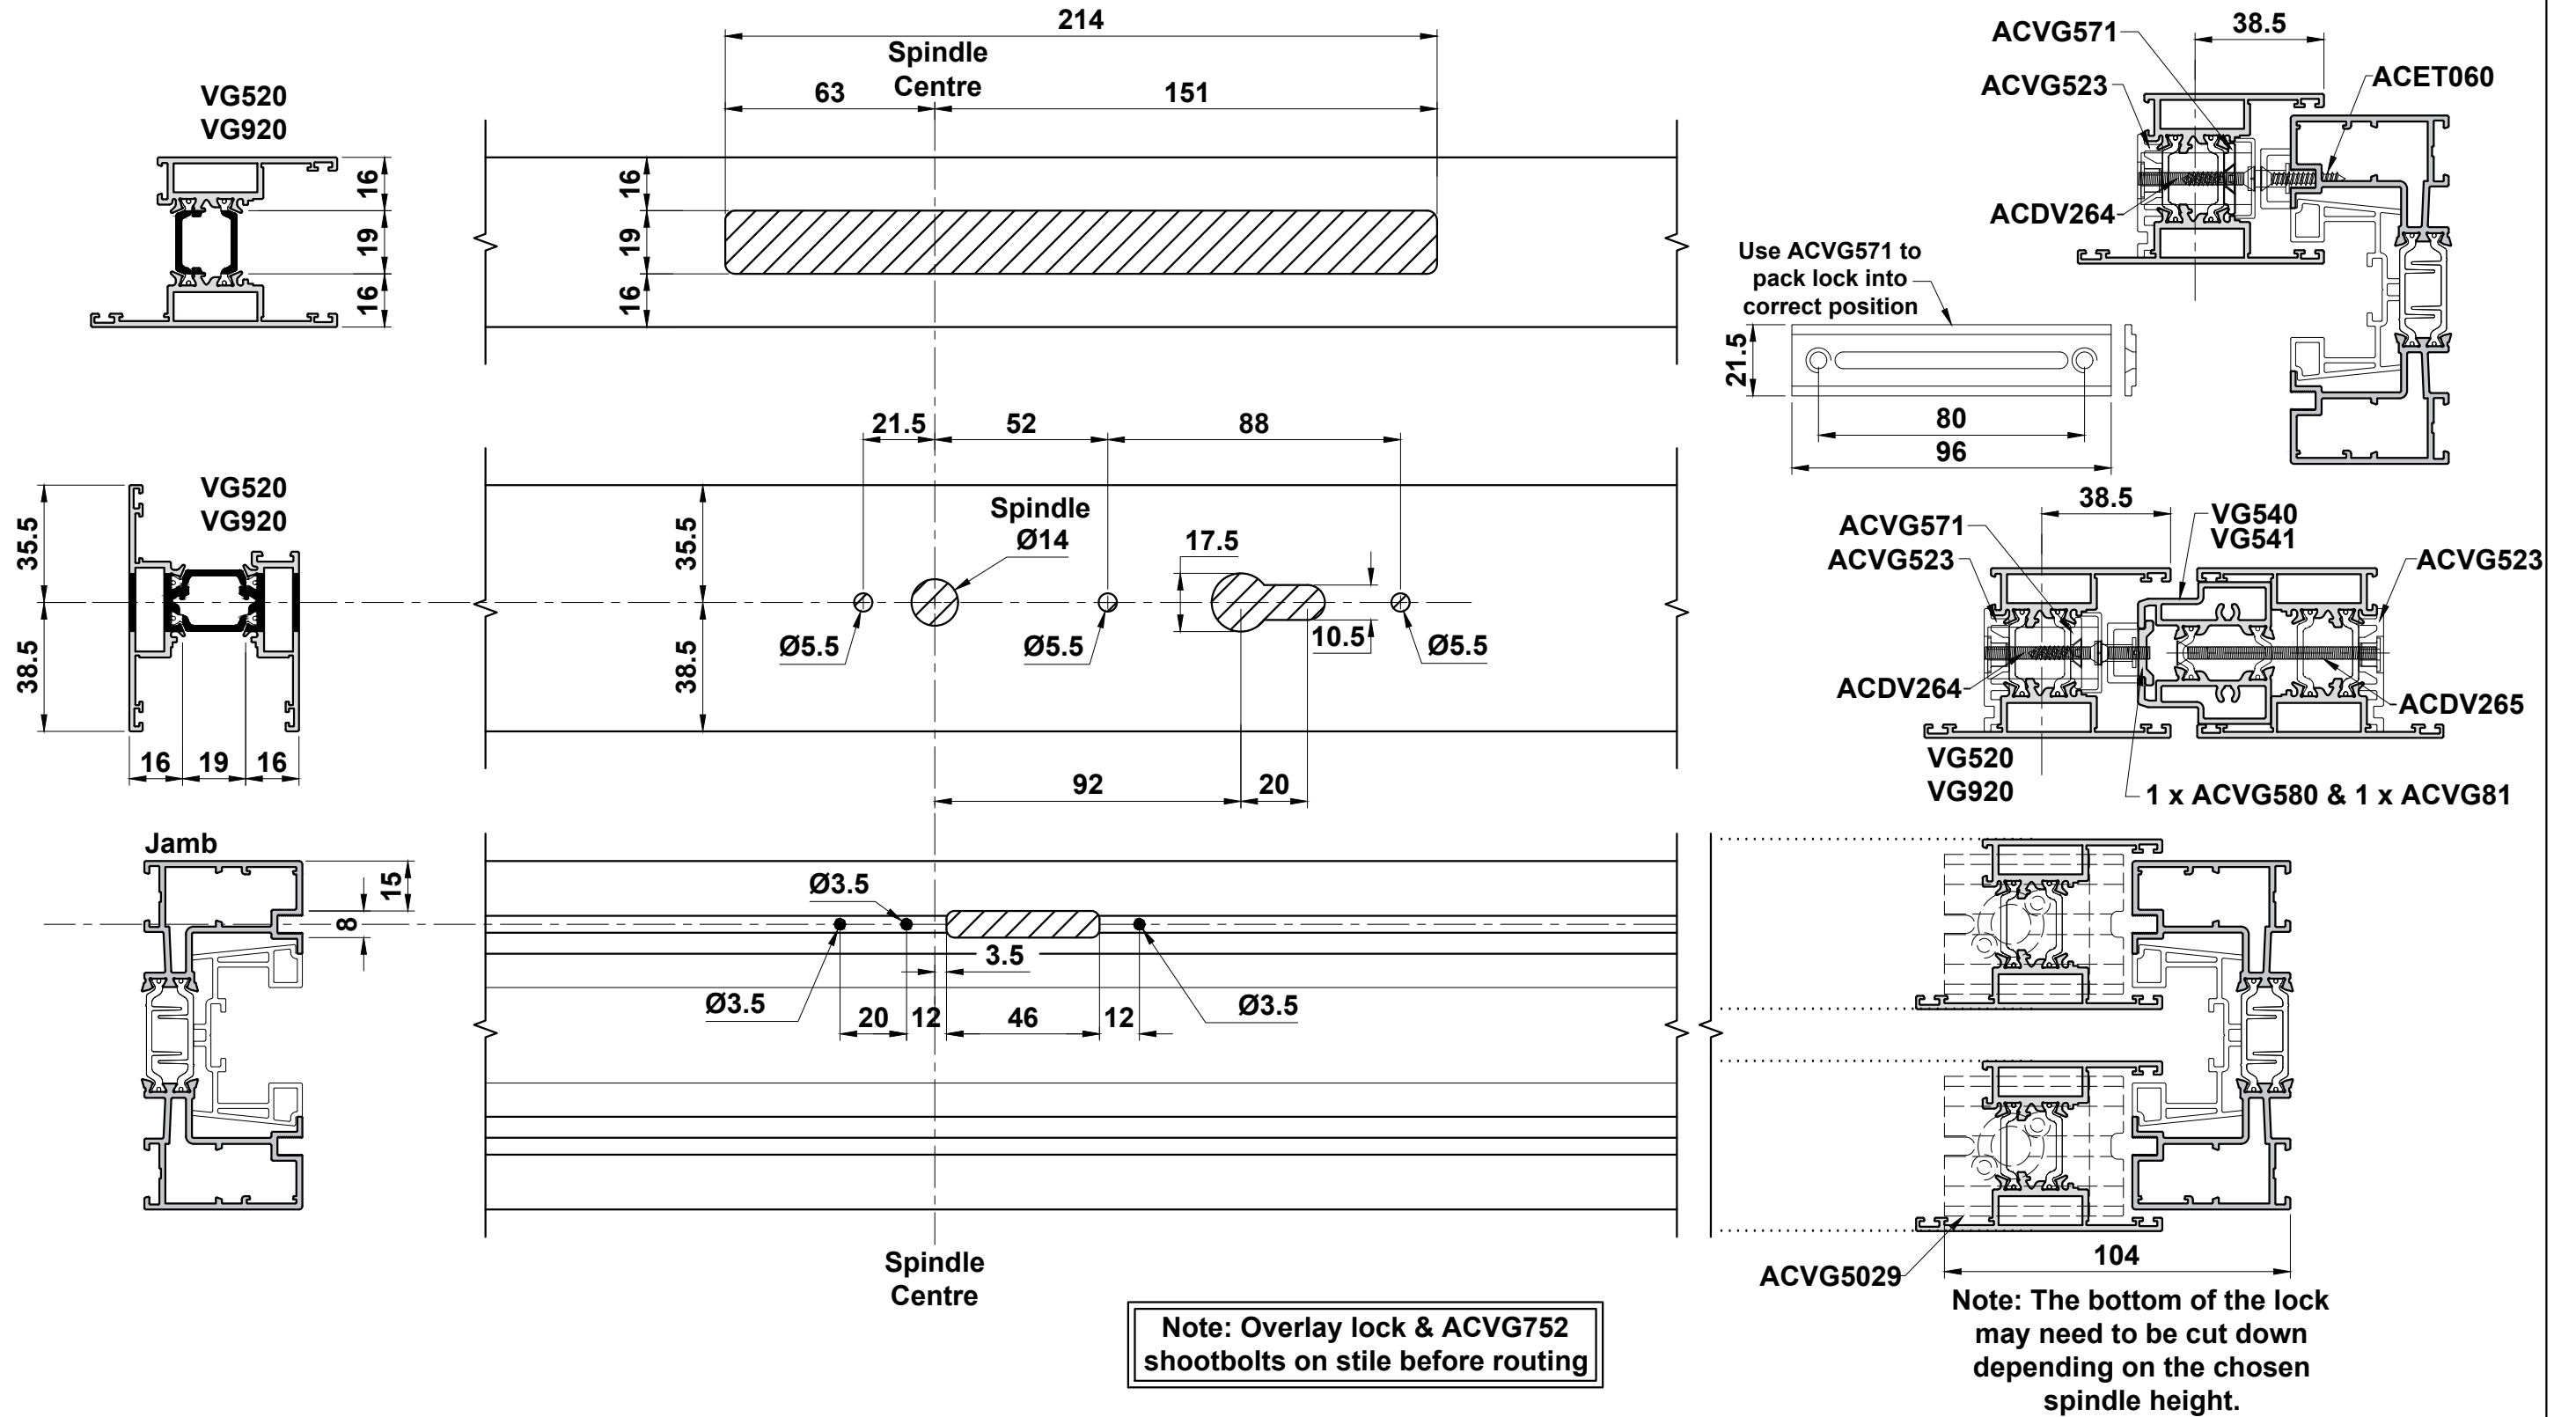 214
Spindle
Centre
63
151
VG520
VG920
16
19
16
16
19
16
ACVG571
38.5
ACVG523
ACET060
ACDV264
Use ACVG571 to
pack lock into
correct position
21.5
80
96
21.5
52
88
VG520
VG920
35.5
38.5
16
19
16
35.5
38.5
Spindle
Ø14
17.5
10.5
Ø5.5
Ø5.5
Ø5.5
92
20
38.5
ACVG571
VG540
VG541
ACVG523
ACVG523
ACDV264
ACDV265
VG520
VG920
1 x ACVG580 & 1 x ACVG81
Jamb
15
8
Ø3.5
3.5
Ø3.5
Ø3.5
20
12
46
12
Spindle
Centre
ACVG5029
104
Note: Overlay lock & ACVG752
shootbolts on stile before routing
Note: The bottom of the lock
may need to be cut down
depending on the chosen
spindle height.